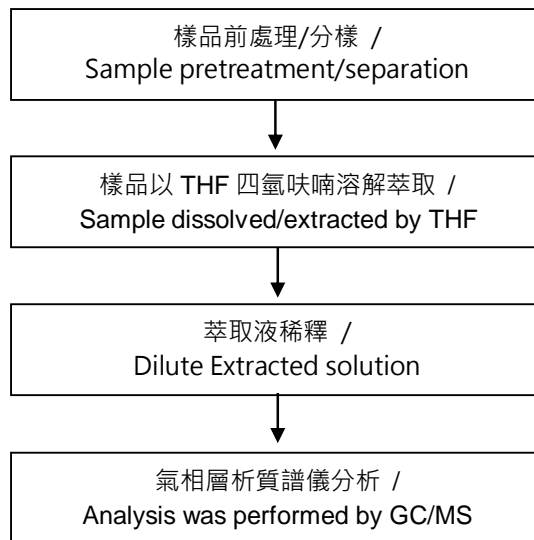 樣品前處理/分樣 /
Sample pretreatment/separation
樣品以 THF 四氫呋喃溶解萃取 /
Sample dissolved/extracted by THF
萃取液稀釋 /
Dilute Extracted solution
氣相層析質譜儀分析 /
Analysis was performed by GC/MS